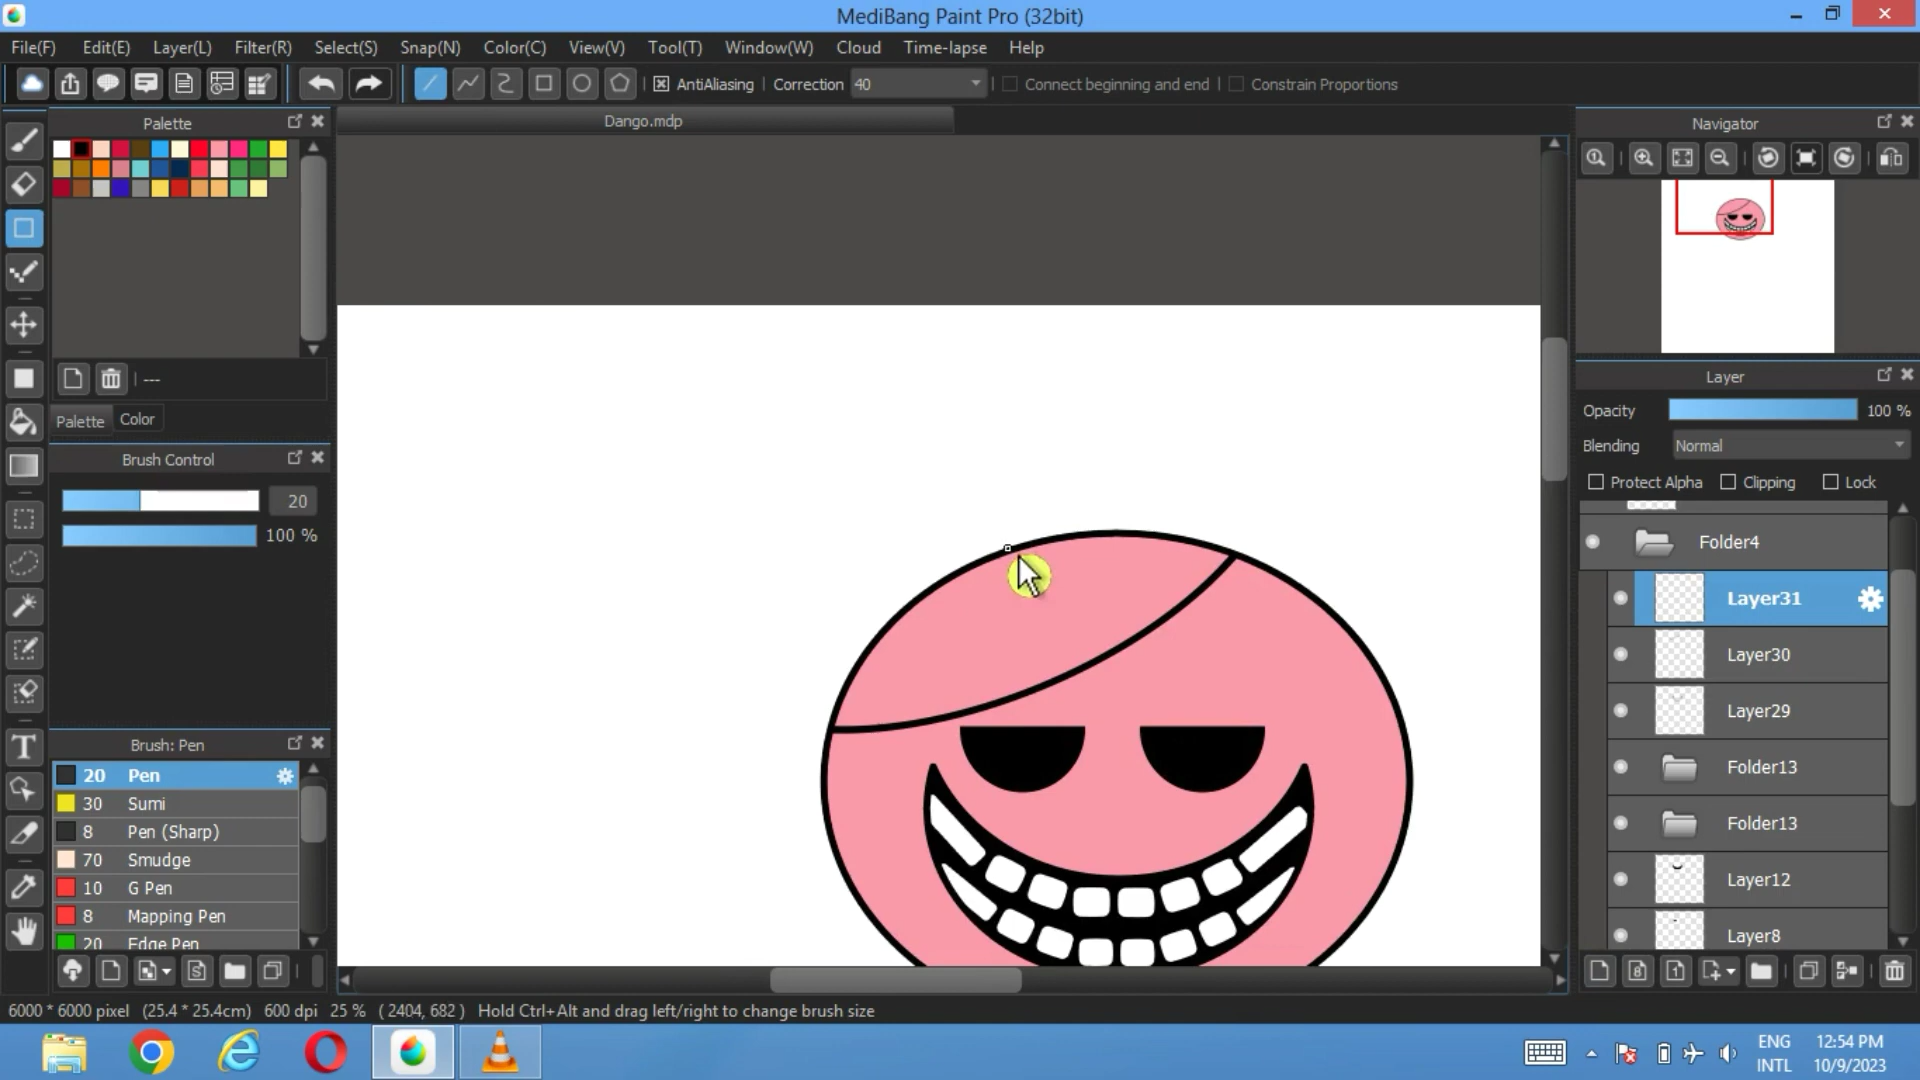 MediBang Paint Pro (32bit)
File(F) Edit(E) Layer(L) Filter(R) Select(S) Snap(N) Color(C) View(V) Tool(T) Window(W) Cloud Time-lapse Help
AntiAliasing Correction 40 Connect beginning and end Constrain Proportions
Palette
Dango.mdp
Navigator
---
Palette Color
Layer
Opacity 100 %
Blending Normal
Protect Alpha Clipping Lock
Brush Control
20
100 %
Folder4
Layer31
Layer30
Layer29
Folder13
Folder13
Layer12
Layer8
Brush: Pen
20 Pen
30 Sumi
8 Pen (Sharp)
70 Smudge
10 G Pen
8 Mapping Pen
20 Edge Pen
6000 * 6000 pixel (25.4 * 25.4cm) 600 dpi 25 % ( 2404, 682 ) Hold Ctrl+Alt and drag left/right to change brush size
ENG 12:54 PM
INTL 10/9/2023